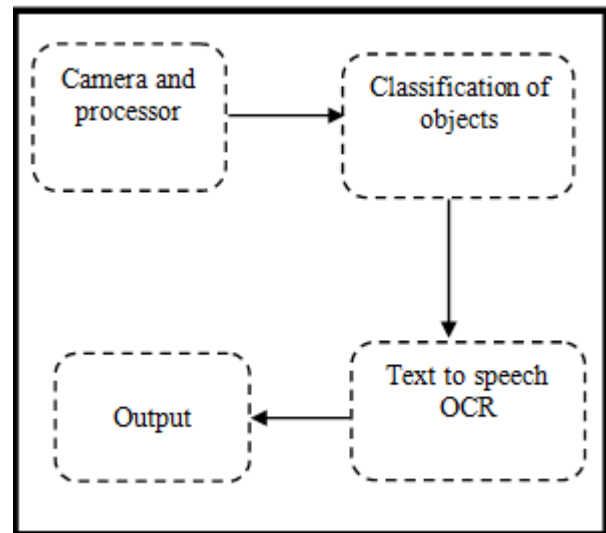 Camera and
processor
Classification of
objects
Text to speech
OCR
Output